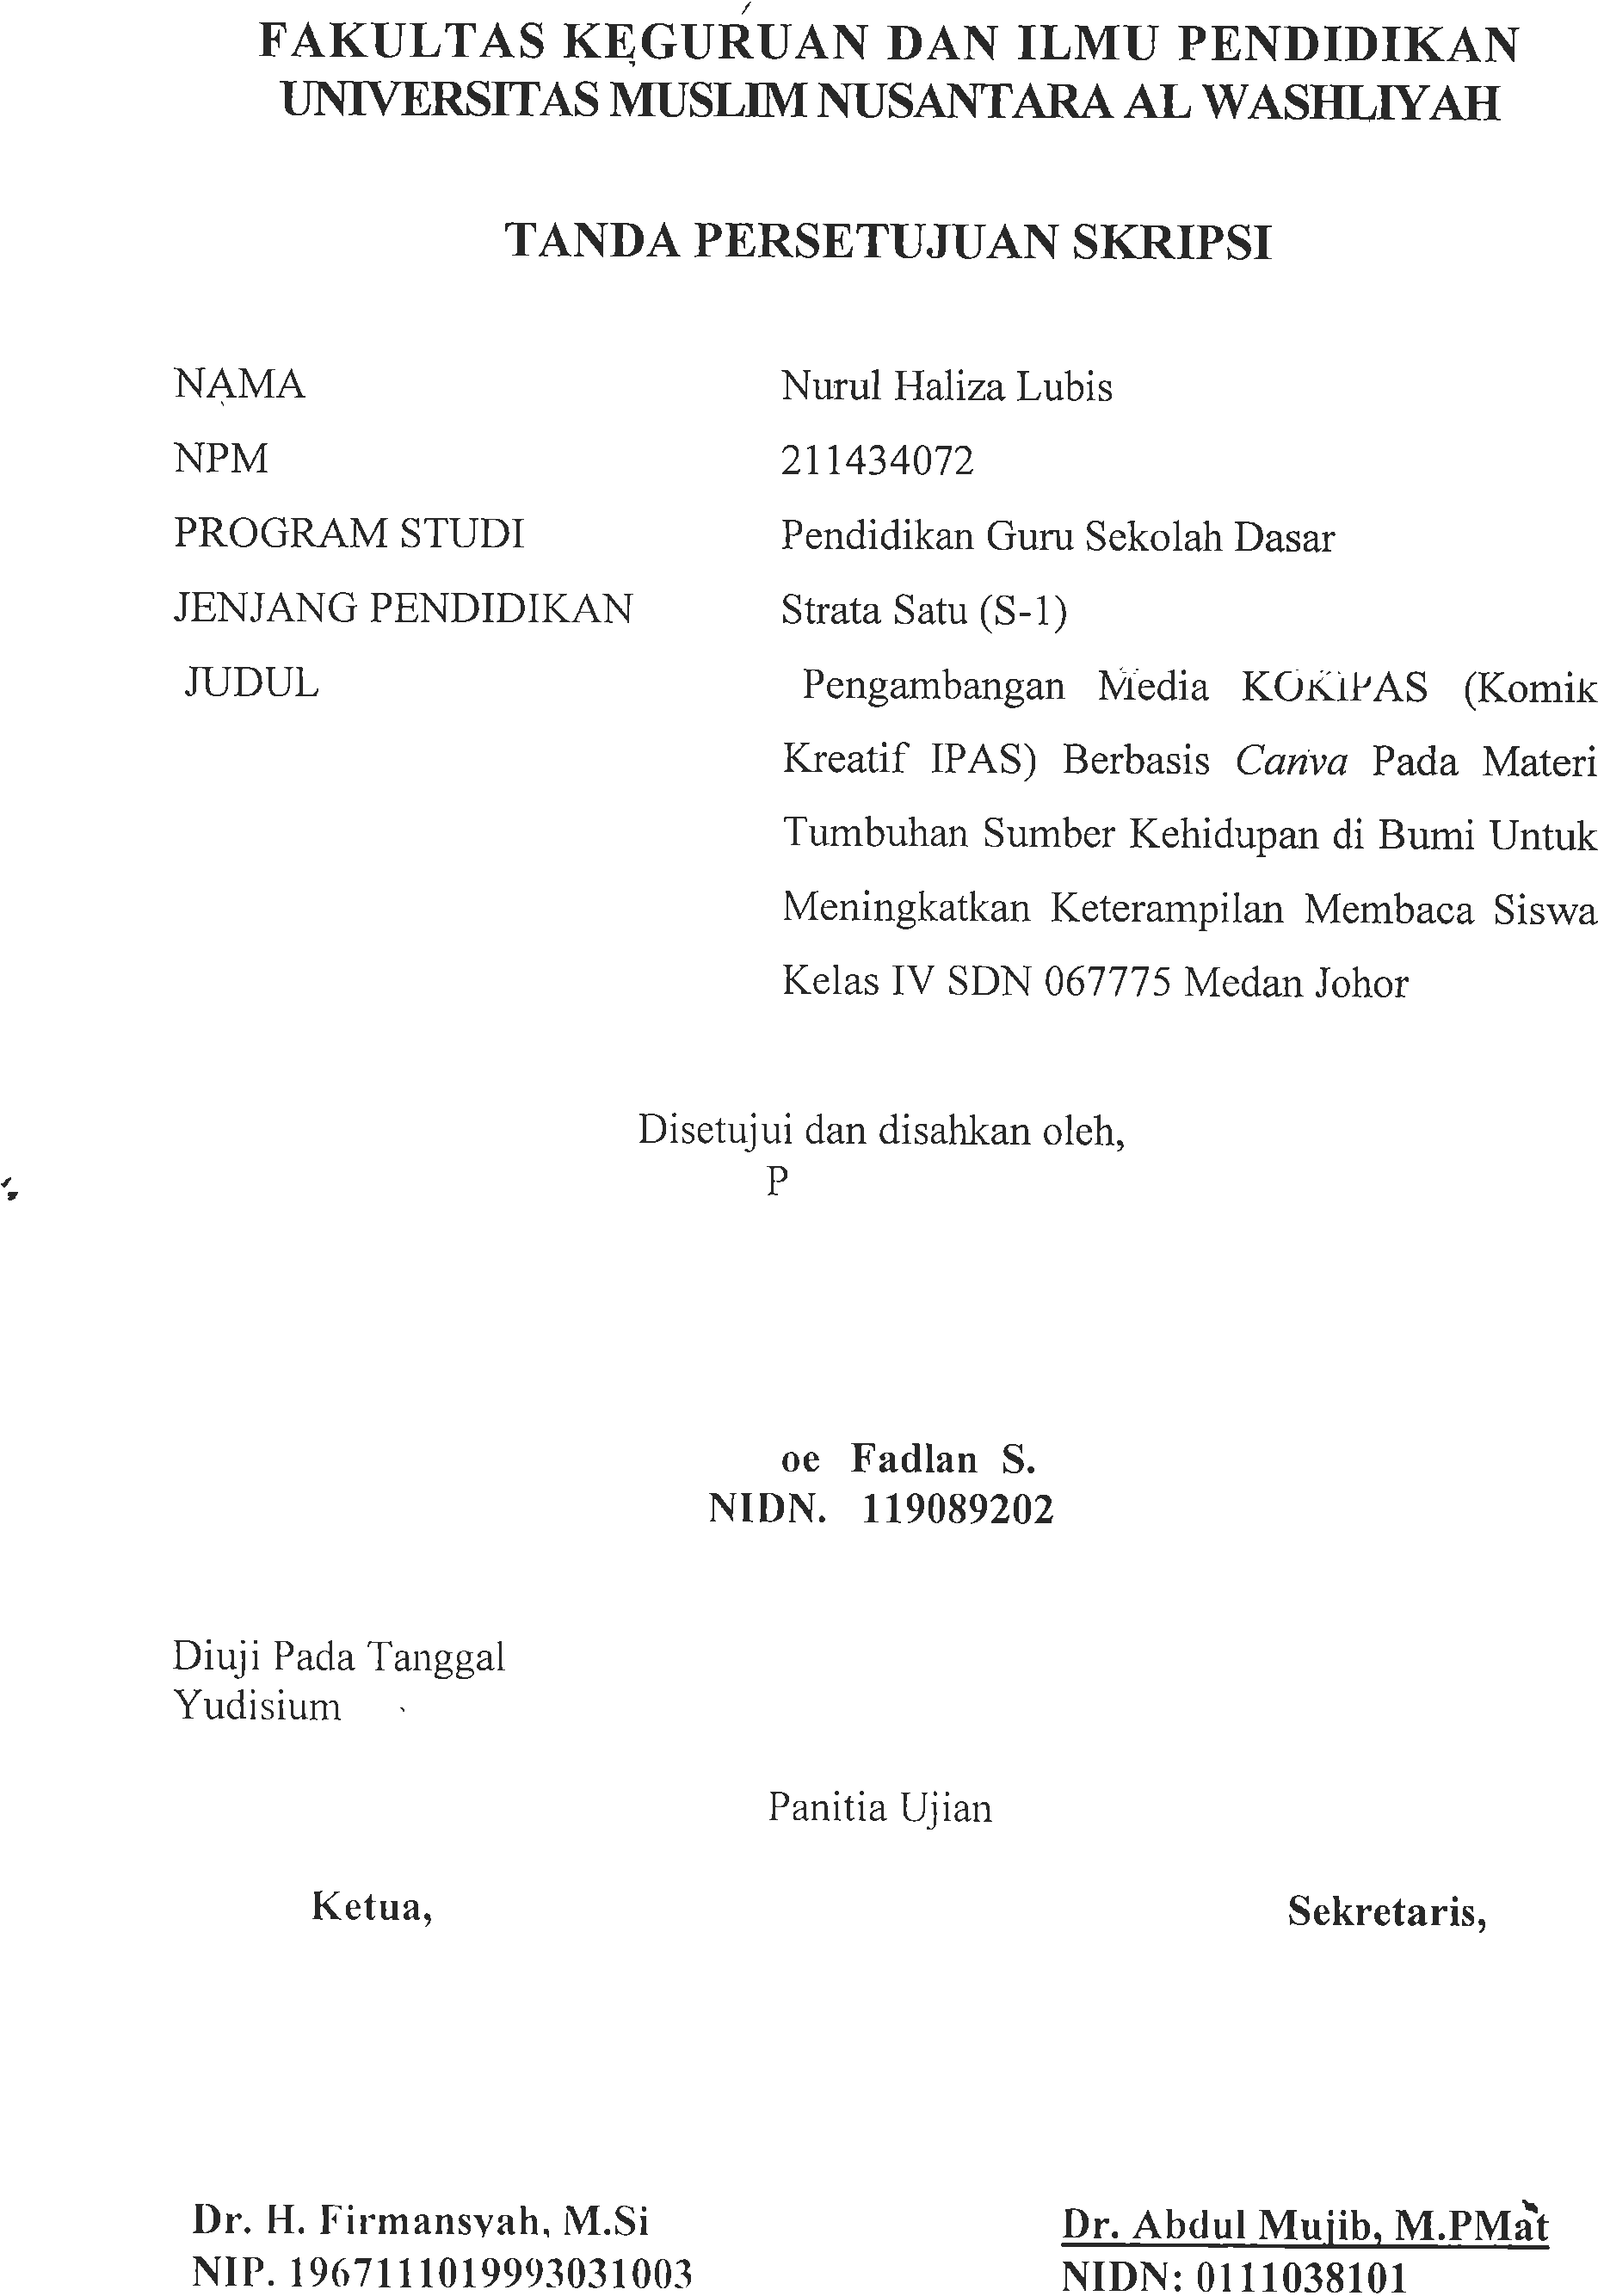 FAKULTAS KEGURUAN DAN ILMU PENDIDIKAN
UNIVERSITAS MUSLIM NUSANTARA AL WASHLIYAH
TANDA PERSETUJUAN SKRIPSI
NAMA Nurul Haliza Lubis
NPM 211434072
PROGRAM STUDI Pendidikan Guru Sekolah Dasar
JENJANG PENDIDIKAN Strata Satu (S-1)
JUDUL Pengambangan Media KOKIPAS (Komik
Kreatif IPAS) Berbasis Canva Pada Materi
Tumbuhan Sumber Kehidupan di Bumi Untuk
Meningkatkan Keterampilan Membaca Siswa
Kelas IV SDN 067775 Medan Johor
Disetujui dan disahkan oleh,
P
oe Fadlan S.
NIDN. 119089202
Diuji Pada Tanggal
Yudisium
Panitia Ujian
Ketua, Sekretaris,
Dr. H. Firmansyah, M.Si Dr. Abdul Mujib, M.PMat
NIP. 1967111019993031003 NIDN: 0111038101